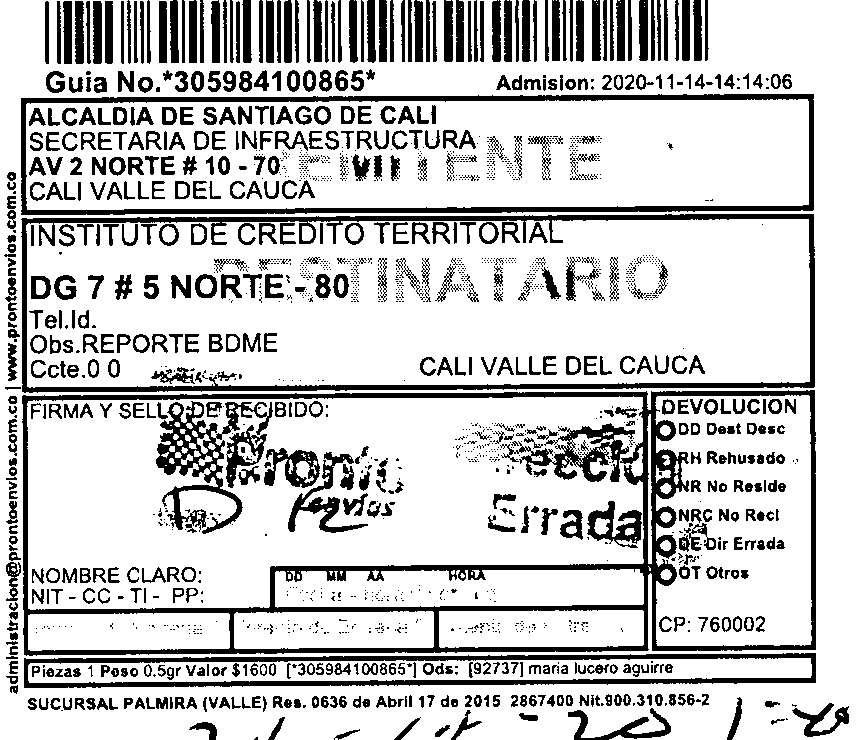 Guia No.*305984100865*
Admision: 2020-11-14-14:14:06
ALCALDIA DE SANTIAGO DE CALI
SECRETARIA DE INFRAESTRUCTURA
AV 2 NORTE # 10 - 70
REMITENTE
CALI VALLE DEL CAUCA
INSTITUTO DE CREDITO TERRITORIAL
DESTINATARIO
DG 7 # 5 NORTE - 80
Tel.Id.
Obs.REPORTE BDME
Ccte.0 0
CALI VALLE DEL CAUCA
administracion@prontoenvios.com.co | www.prontoenvios.com.co
FIRMA Y SELLO DE RECIBIDO:
Pronto
envíos
Errada
NOMBRE CLARO:
NIT - CC - TI - PP:
DD MM AA HORA
DEVOLUCION
DD Dest Desc
RH Rehusado
NR No Reside
NRC No Recl
DE Dir Errada
OT Otros
CP: 760002
Piezas 1 Peso 0.5gr Valor $1600 [*305984100865*] Ods: [92737] maria lucero aguirre
SUCURSAL PALMIRA (VALLE) Res. 0636 de Abril 17 de 2015 2867400 Nit.900.310.856-2